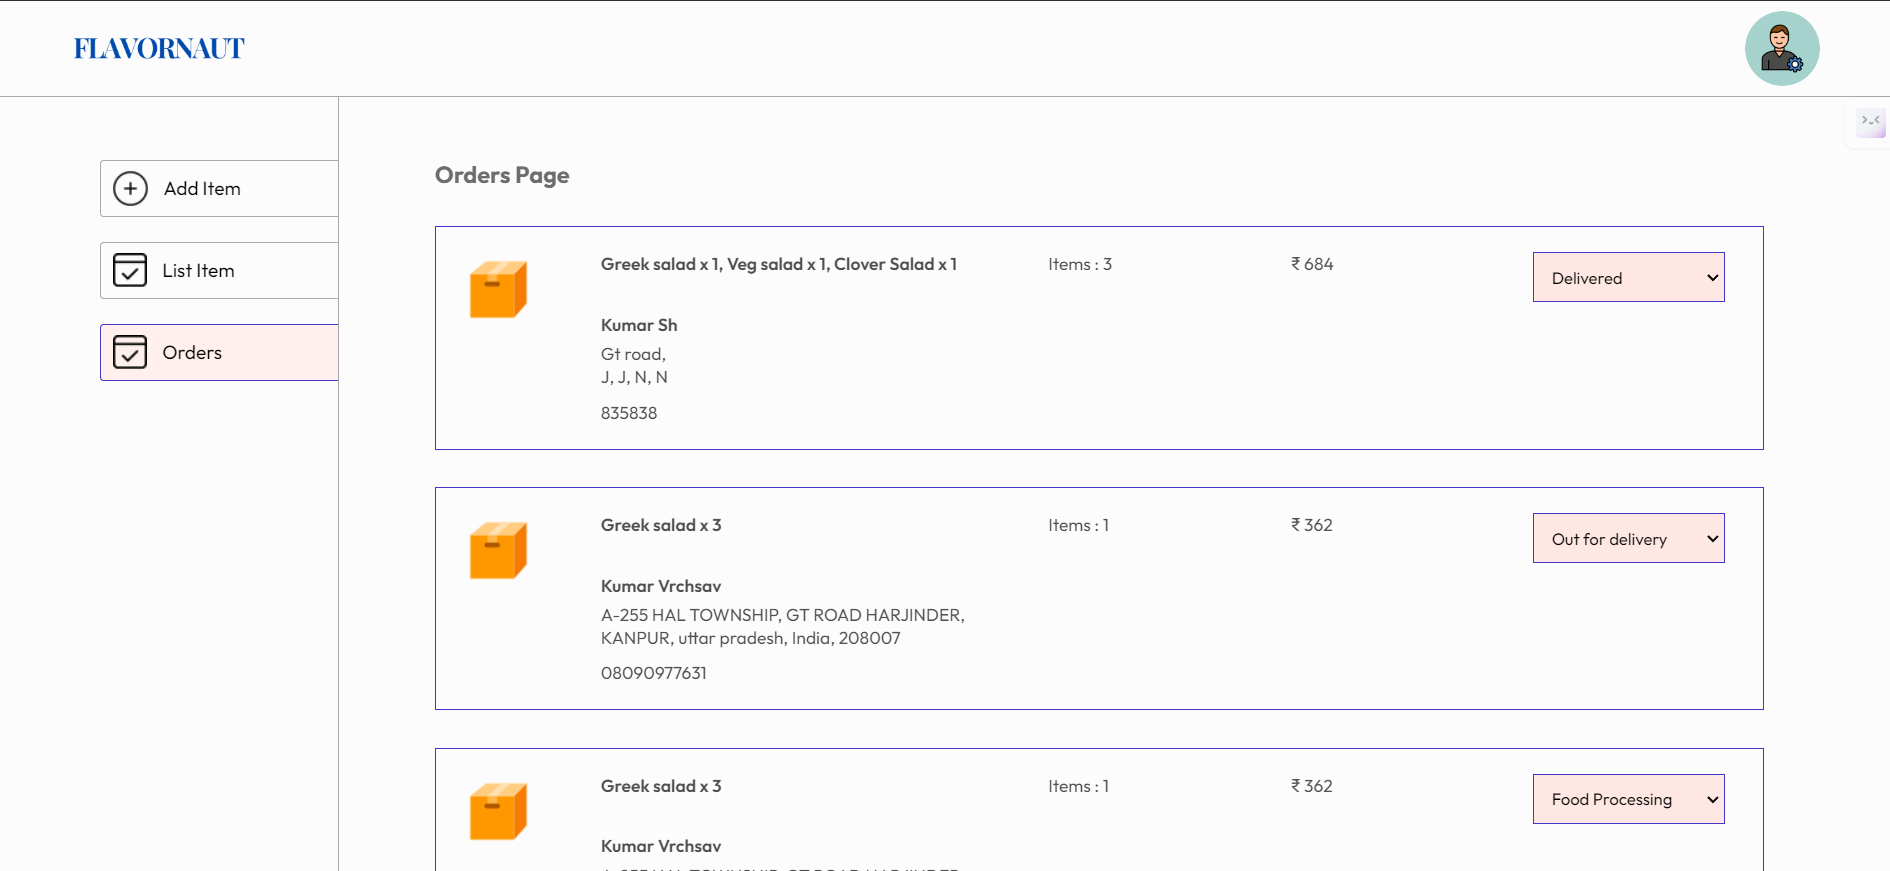 FLAVORNAUT
Add Item
List Item
Orders
Orders Page
Greek salad x 1, Veg salad x 1, Clover Salad x 1
Items : 3
₹ 684
Delivered
Kumar Sh
Gt road,
J, J, N, N
835838
Greek salad x 3
Items : 1
₹ 362
Out for delivery
Kumar Vrchsav
A-255 HAL TOWNSHIP, GT ROAD HARJINDER,
KANPUR, uttar pradesh, India, 208007
08090977631
Greek salad x 3
Items : 1
₹ 362
Food Processing
Kumar Vrchsav